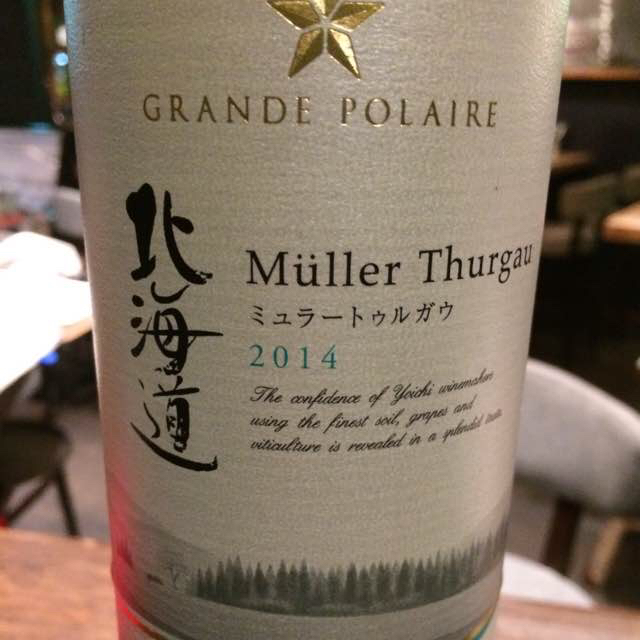 GRANDE POLAIRE
北海道
Müller Thurgau
ミュラートゥルガウ
2014
The confidence of Yoichi winemakers
using the finest soil, grapes and
viticulture is revealed in a splendid taste.